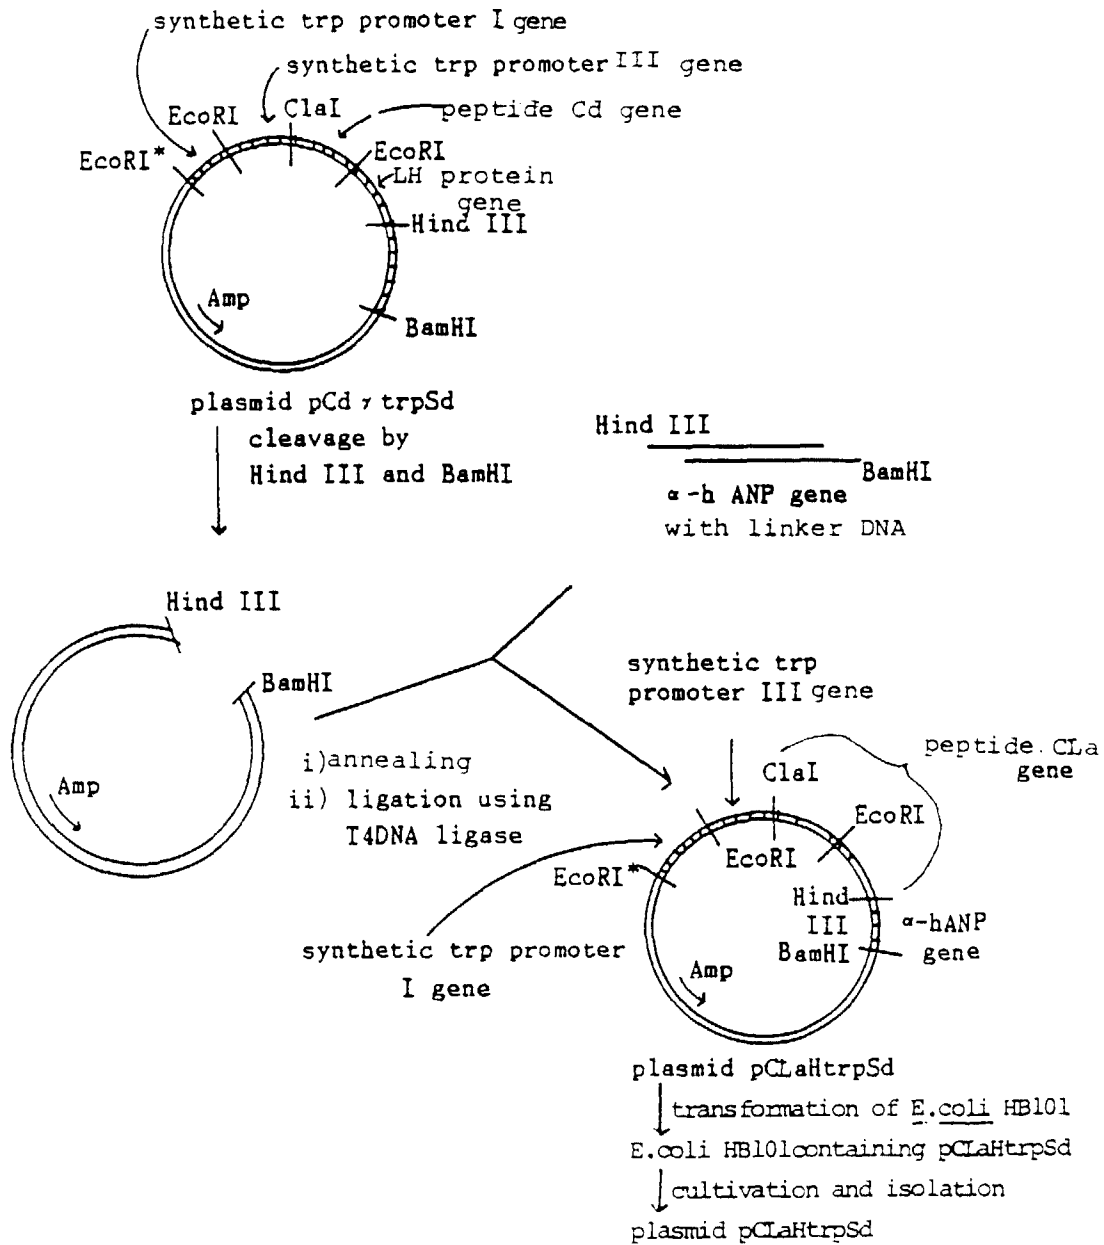 synthetic trp promoter I gene
synthetic trp promoter III gene
EcoRI
ClaI
peptide Cd gene
EcoRI*
EcoRI
LH protein
gene
Hind III
Amp
BamHI
plasmid pCdγtrpSd
cleavage by
Hind III and BamHI
Hind III
BamHI
α-h ANP gene
with linker DNA
Hind III
BamHI
Amp
i)annealing
ii) ligation using
T4DNA ligase
synthetic trp
promoter III gene
peptide CLa
gene
ClaI
EcoRI
EcoRI
EcoRI*
Hind
III
α-hANP
gene
BamHI
synthetic trp promoter
I gene
Amp
plasmid pCLaHtrpSd
transformation of E.coli HB101
E.coli HB101containing pCLaHtrpSd
cultivation and isolation
plasmid pCLaHtrpSd